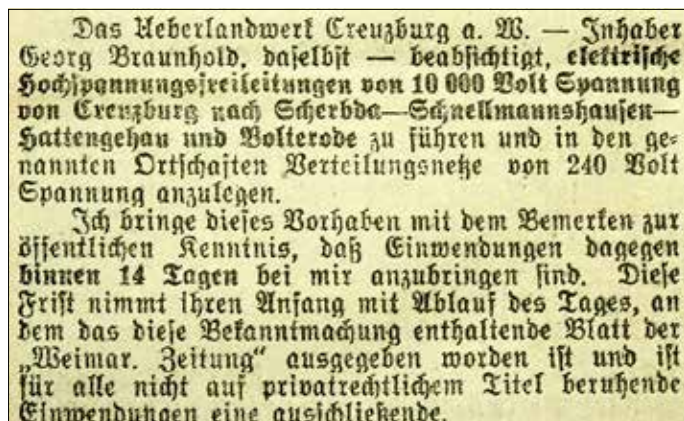 Das Ueberlandwerk Creuzburg a. W. — Inhaber
Georg Braunhold, daselbst — beabsichtigt, elektrische
Hochspannungsfreileitungen von 10 000 Volt Spannung
von Creuzburg nach Scherbda—Schnellmannshausen—
Hattengehau und Volterode zu führen und in den ge-
nannten Ortschaften Verteilungsnetze von 240 Volt
Spannung anzulegen.
Ich bringe dieses Vorhaben mit dem Bemerken zur
öffentlichen Kenntnis, daß Einwendungen dagegen
binnen 14 Tagen bei mir anzubringen sind. Diese
Frist nimmt ihren Anfang mit Ablauf des Tages, an
dem das diese Bekanntmachung enthaltende Blatt der
„Weimar. Zeitung“ ausgegeben worden ist und ist
für alle nicht auf privatrechtlichem Titel beruhende
Einwendungen eine ausschließende.